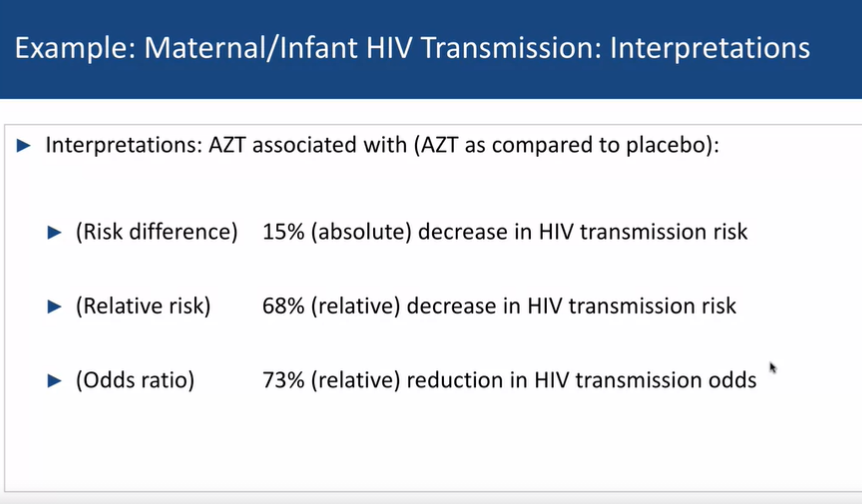 Example: Maternal/Infant HIV Transmission: Interpretations
Interpretations: AZT associated with (AZT as compared to placebo):
(Risk difference) 15% (absolute) decrease in HIV transmission risk
(Relative risk) 68% (relative) decrease in HIV transmission risk
(Odds ratio) 73% (relative) reduction in HIV transmission odds